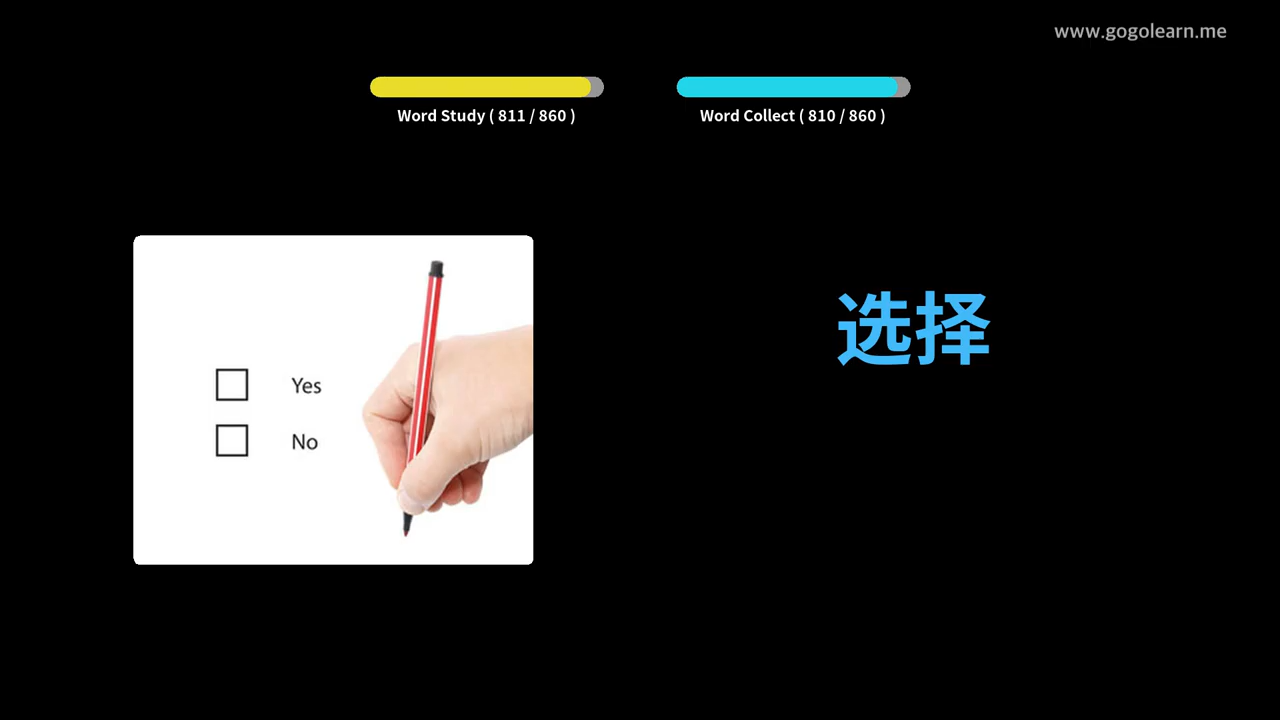 www.gogolearn.me
Word Study ( 811 / 860 )
Word Collect ( 810 / 860 )
Yes
No
选择